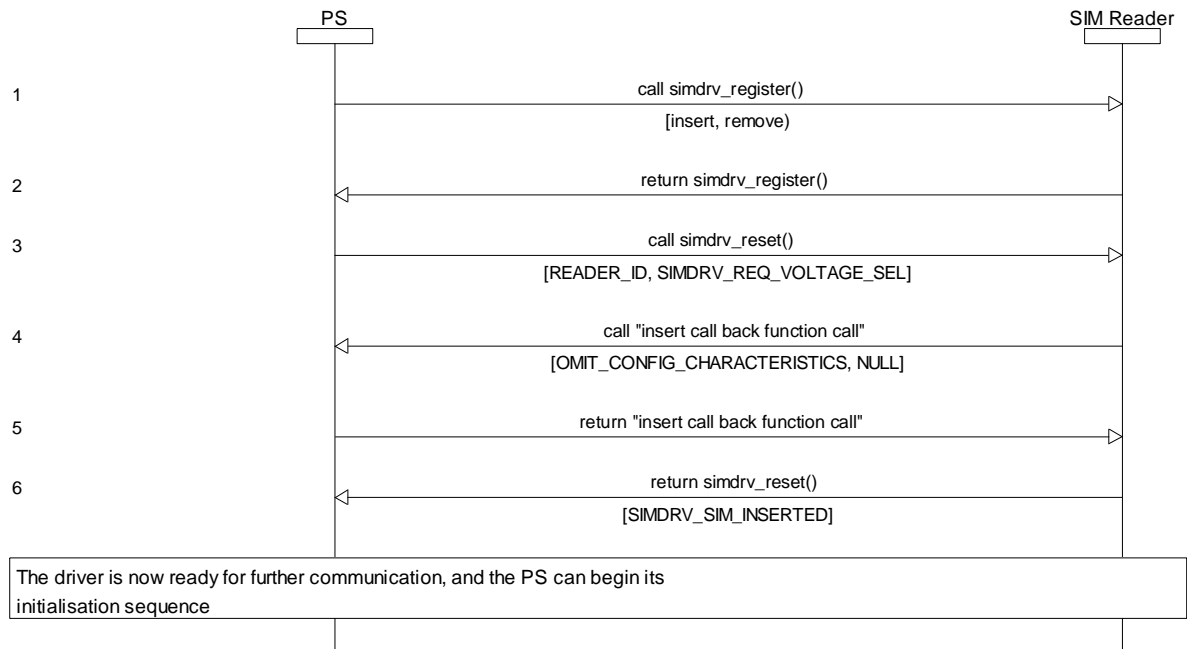 PS
SIM Reader
1
call simdrv_register()
[insert, remove)
2
return simdrv_register()
3
call simdrv_reset()
[READER_ID, SIMDRV_REQ_VOLTAGE_SEL]
4
call "insert call back function call"
[OMIT_CONFIG_CHARACTERISTICS, NULL]
5
return "insert call back function call"
6
return simdrv_reset()
[SIMDRV_SIM_INSERTED]
The driver is now ready for further communication, and the PS can begin its
initialisation sequence